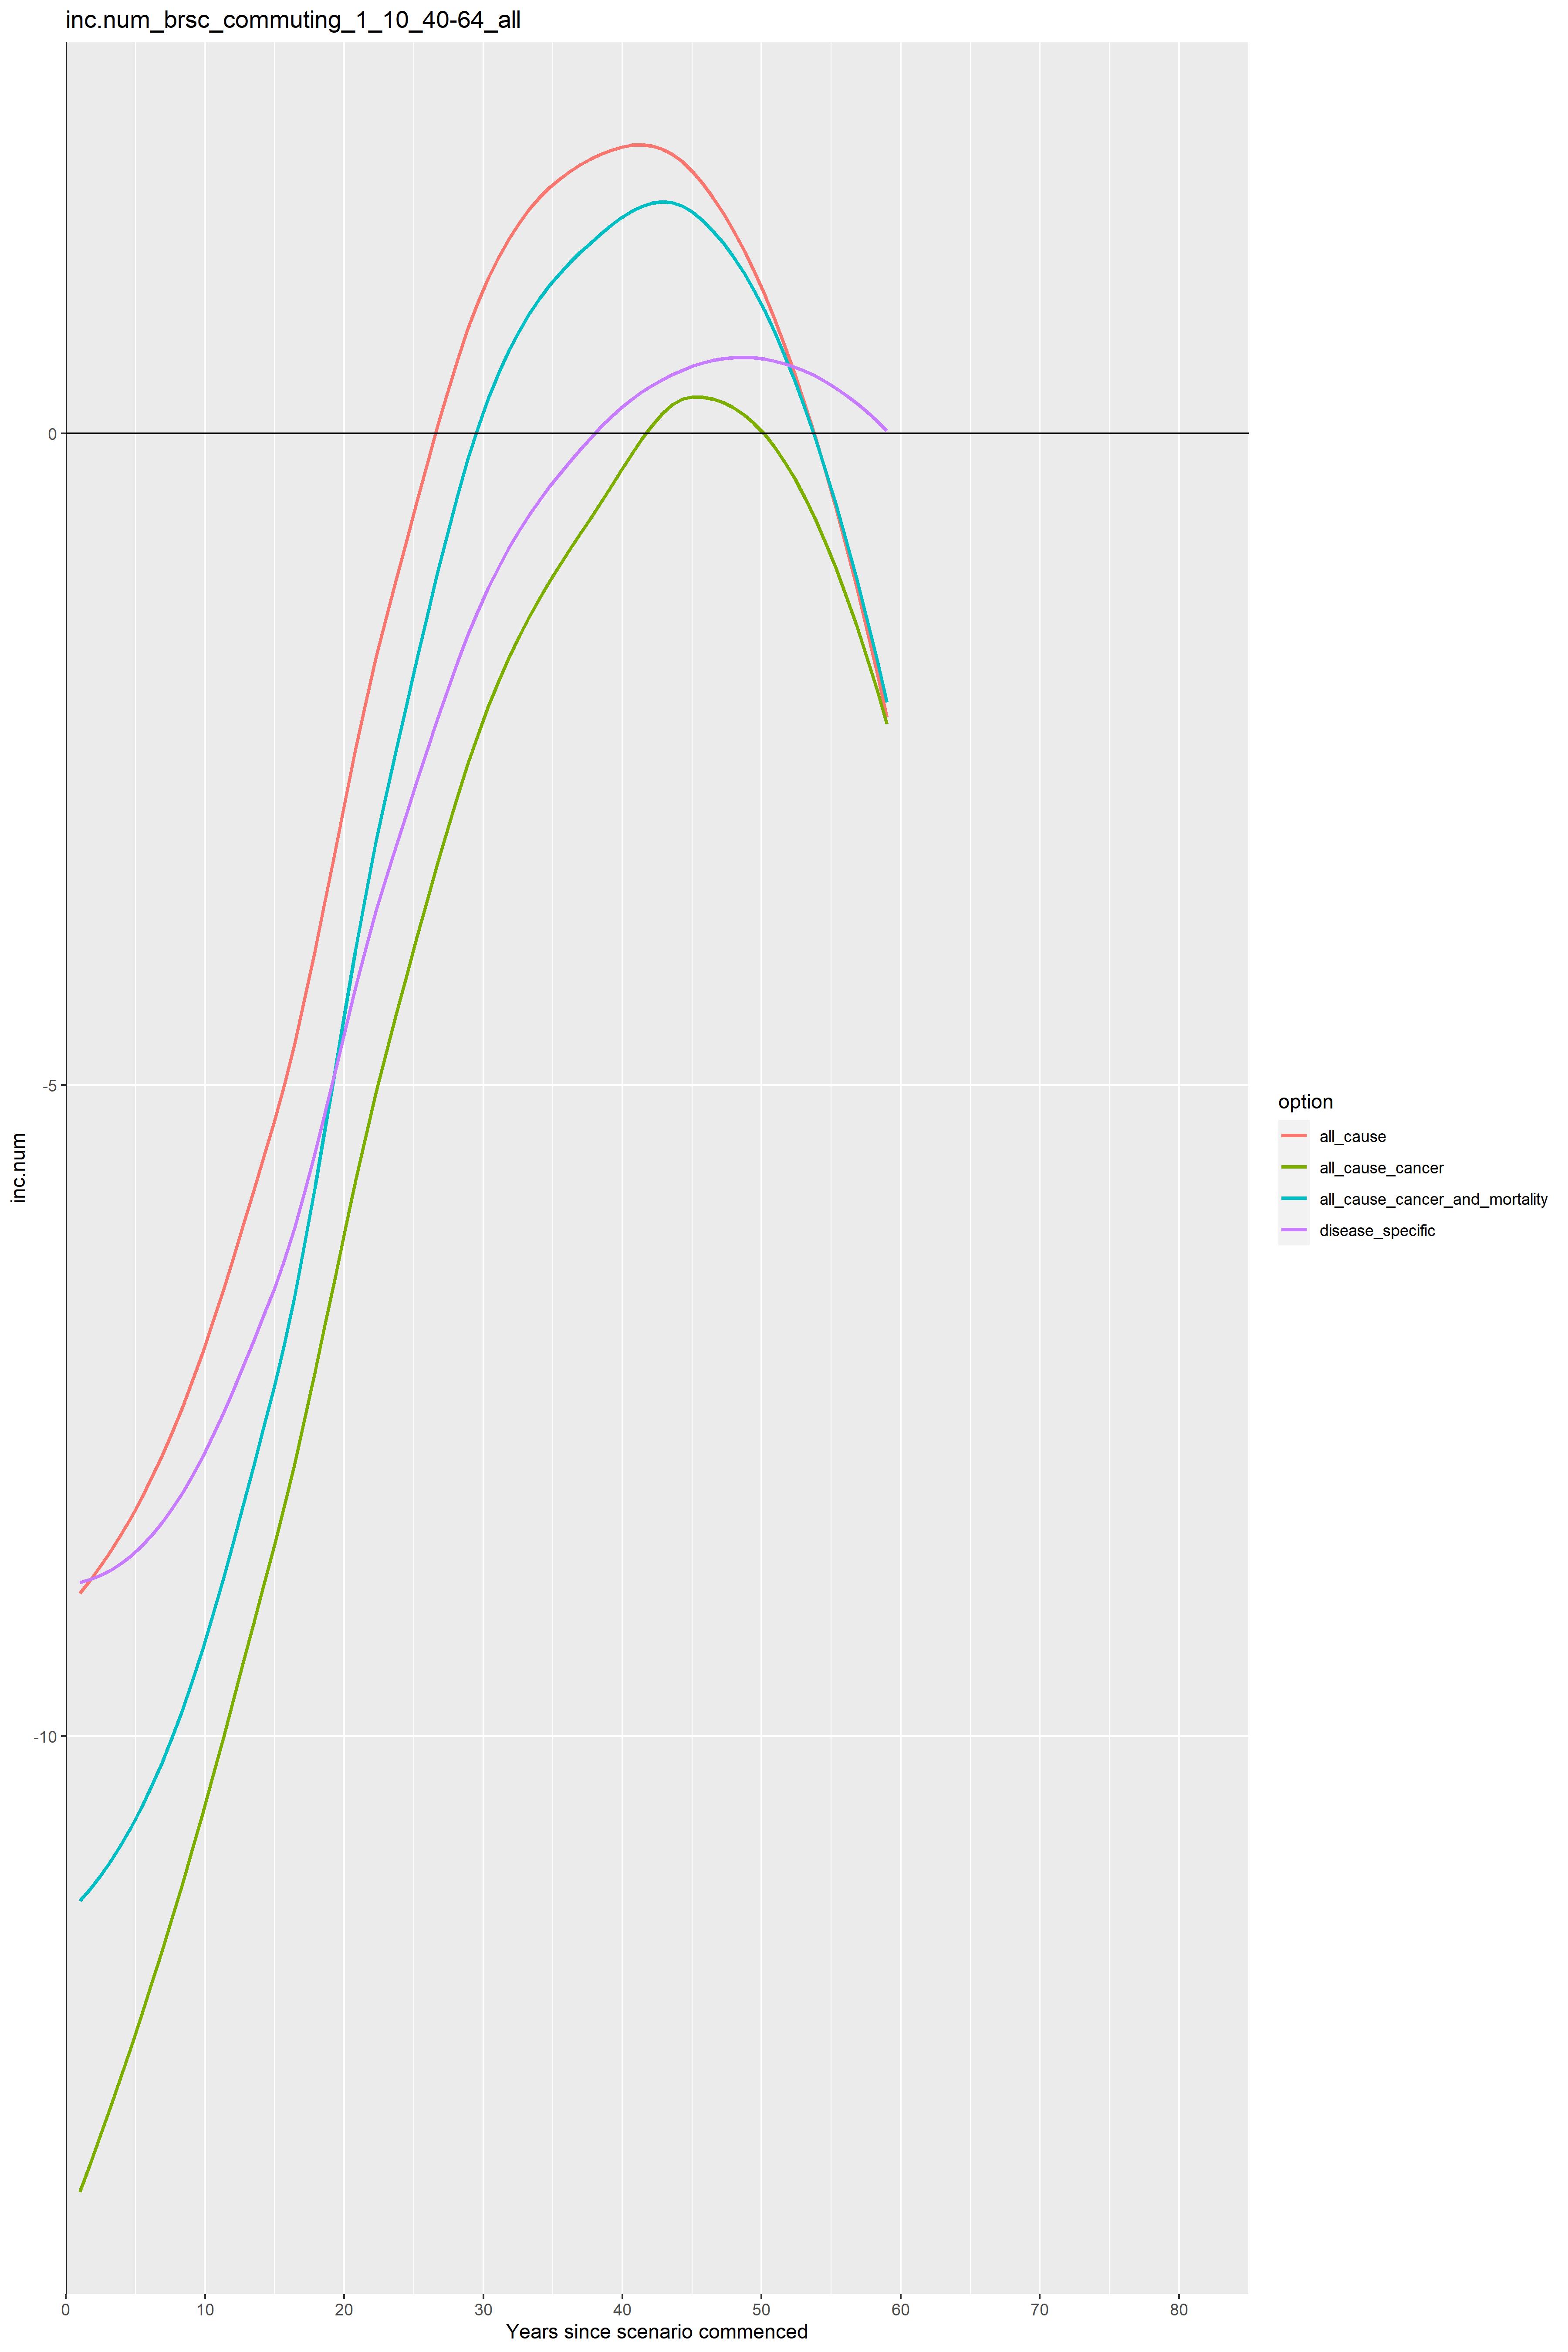 inc.num_brsc_commuting_1_10_40-64_all
0
-5
-10
inc.num
0 10 20 30 40 50 60 70 80
Years since scenario commenced
option
all_cause
all_cause_cancer
all_cause_cancer_and_mortality
disease_specific